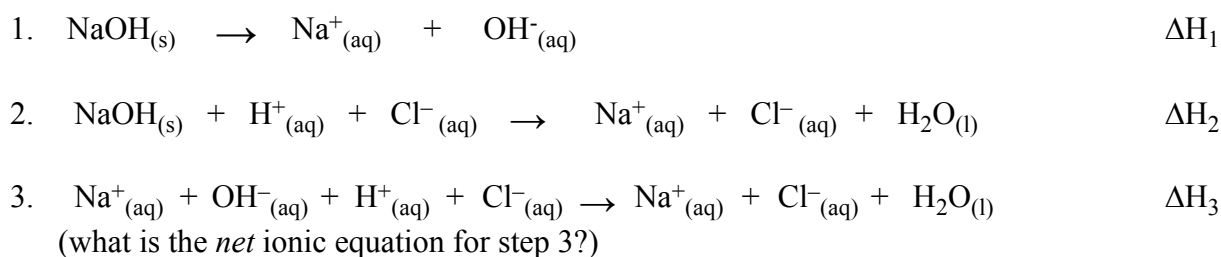 1. NaOH(s) → Na⁺(aq) + OH⁻(aq) ΔH₁
2. NaOH(s) + H⁺(aq) + Cl⁻(aq) → Na⁺(aq) + Cl⁻(aq) + H₂O(l) ΔH₂
3. Na⁺(aq) + OH⁻(aq) + H⁺(aq) + Cl⁻(aq) → Na⁺(aq) + Cl⁻(aq) + H₂O(l) ΔH₃
(what is the net ionic equation for step 3?)